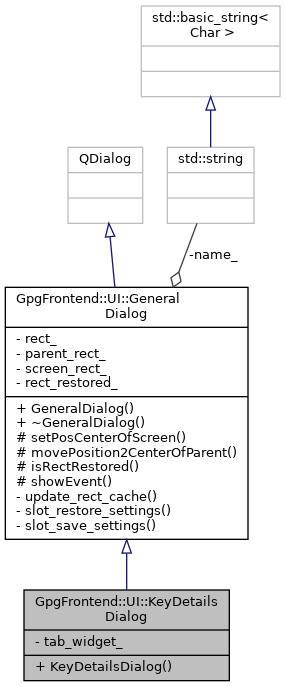 std::basic_string<
Char >
QDialog
std::string
-name_
GpgFrontend::UI::General
Dialog
- rect_
- parent_rect_
- screen_rect_
- rect_restored_
+ GeneralDialog()
+ ~GeneralDialog()
# setPosCenterOfScreen()
# movePosition2CenterOfParent()
# isRectRestored()
# showEvent()
- update_rect_cache()
- slot_restore_settings()
- slot_save_settings()
GpgFrontend::UI::KeyDetails
Dialog
- tab_widget_
+ KeyDetailsDialog()